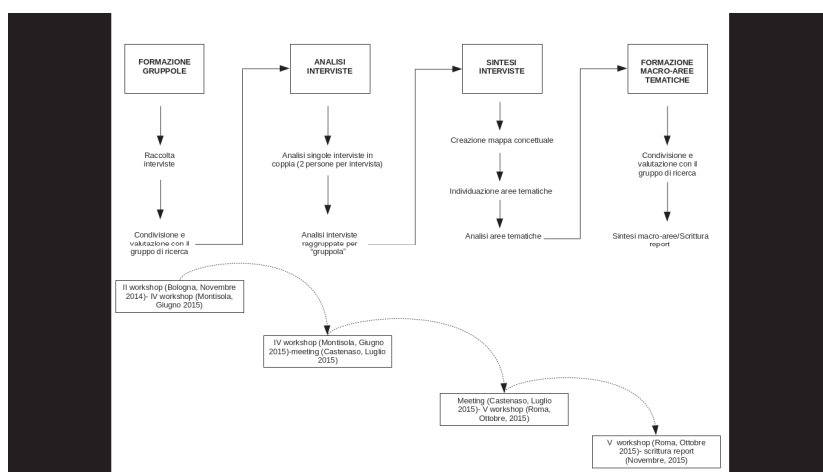 FORMAZIONE
GRUPPOLE
Raccolta
interviste
Condivisione e
valutazione con il
gruppo di ricerca
ANALISI
INTERVISTE
Analisi singole interviste in
coppia (2 persone per intervista)
Analisi interviste
raggruppate per
"gruppola"
SINTESI
INTERVISTE
Creazione mappa concettuale
Individuazione aree tematiche
Analisi aree tematiche
FORMAZIONE
MACRO-AREE
TEMATICHE
Condivisione e
valutazione con il
gruppo di ricerca
Sintesi macro-aree/Scrittura
report
II workshop (Bologna, Novembre
2014)- IV workshop (Montisola,
Giugno 2015)
IV workshop (Montisola, Giugno
2015)-meeting (Castenaso, Luglio
2015)
Meeting (Castenaso, Luglio
2015)- V workshop (Roma,
Ottobre, 2015)
V workshop (Roma, Ottobre
2015)- scrittura report
(Novembre, 2015)